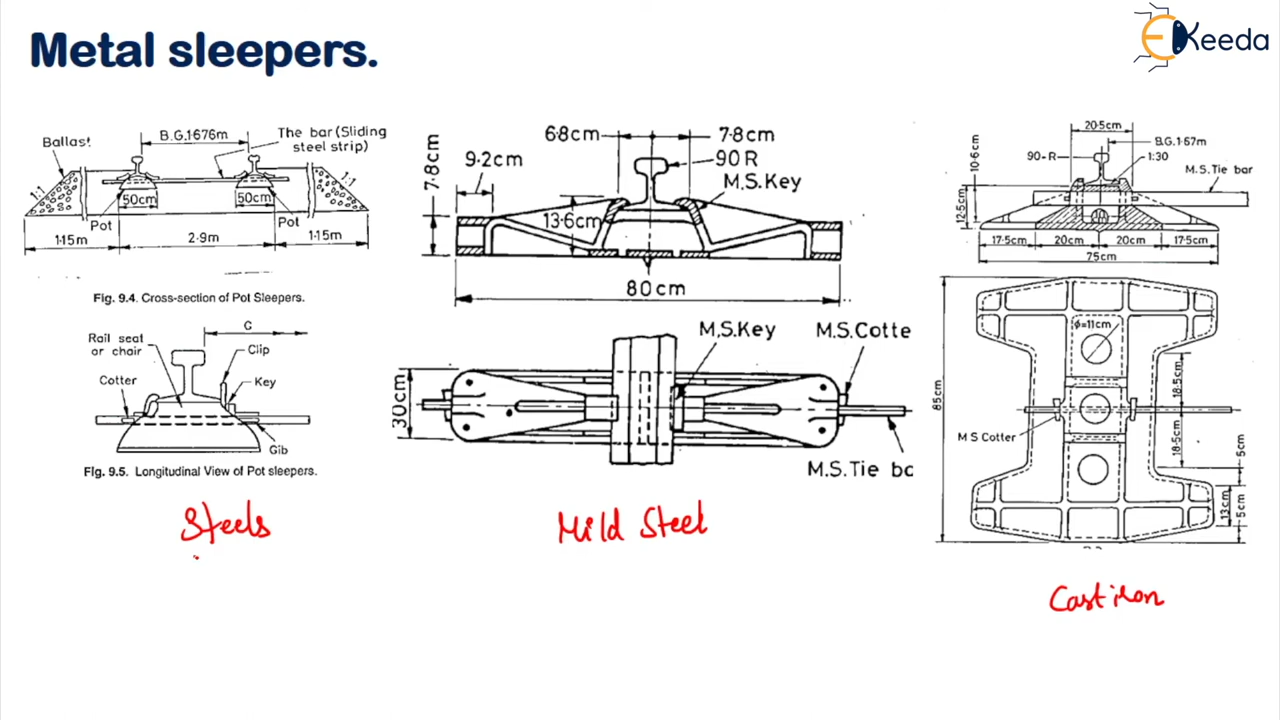 Metal sleepers.
EKeeda
Ballast
B.G.1.676m
The bar (Sliding
steel strip)
1:1
1:1
50cm
50cm
Pot
Pot
1.15m
2.9m
1.15m
Fig. 9.4. Cross-section of Pot Sleepers.
G
Rail seat
or chair
Clip
Cotter
Key
Gib
Fig. 9.5. Longitudinal View of Pot sleepers.
Steels
6.8cm
7.8cm
9.2cm
90 R
M.S.Key
7.8cm
13.6cm
80cm
M.S.Key
M.S.Cotte
30cm
M.S.Tie ba
Mild Steel
20.5cm
B.G.1.67m
90-R
1:30
M.S.Tie bar
10.6cm
12.5cm
17.5cm
20cm
20cm
17.5cm
75cm
φ=11cm
85cm
18.5cm
M S Cotter
18.5cm
5cm
13cm
5cm
Cast iron